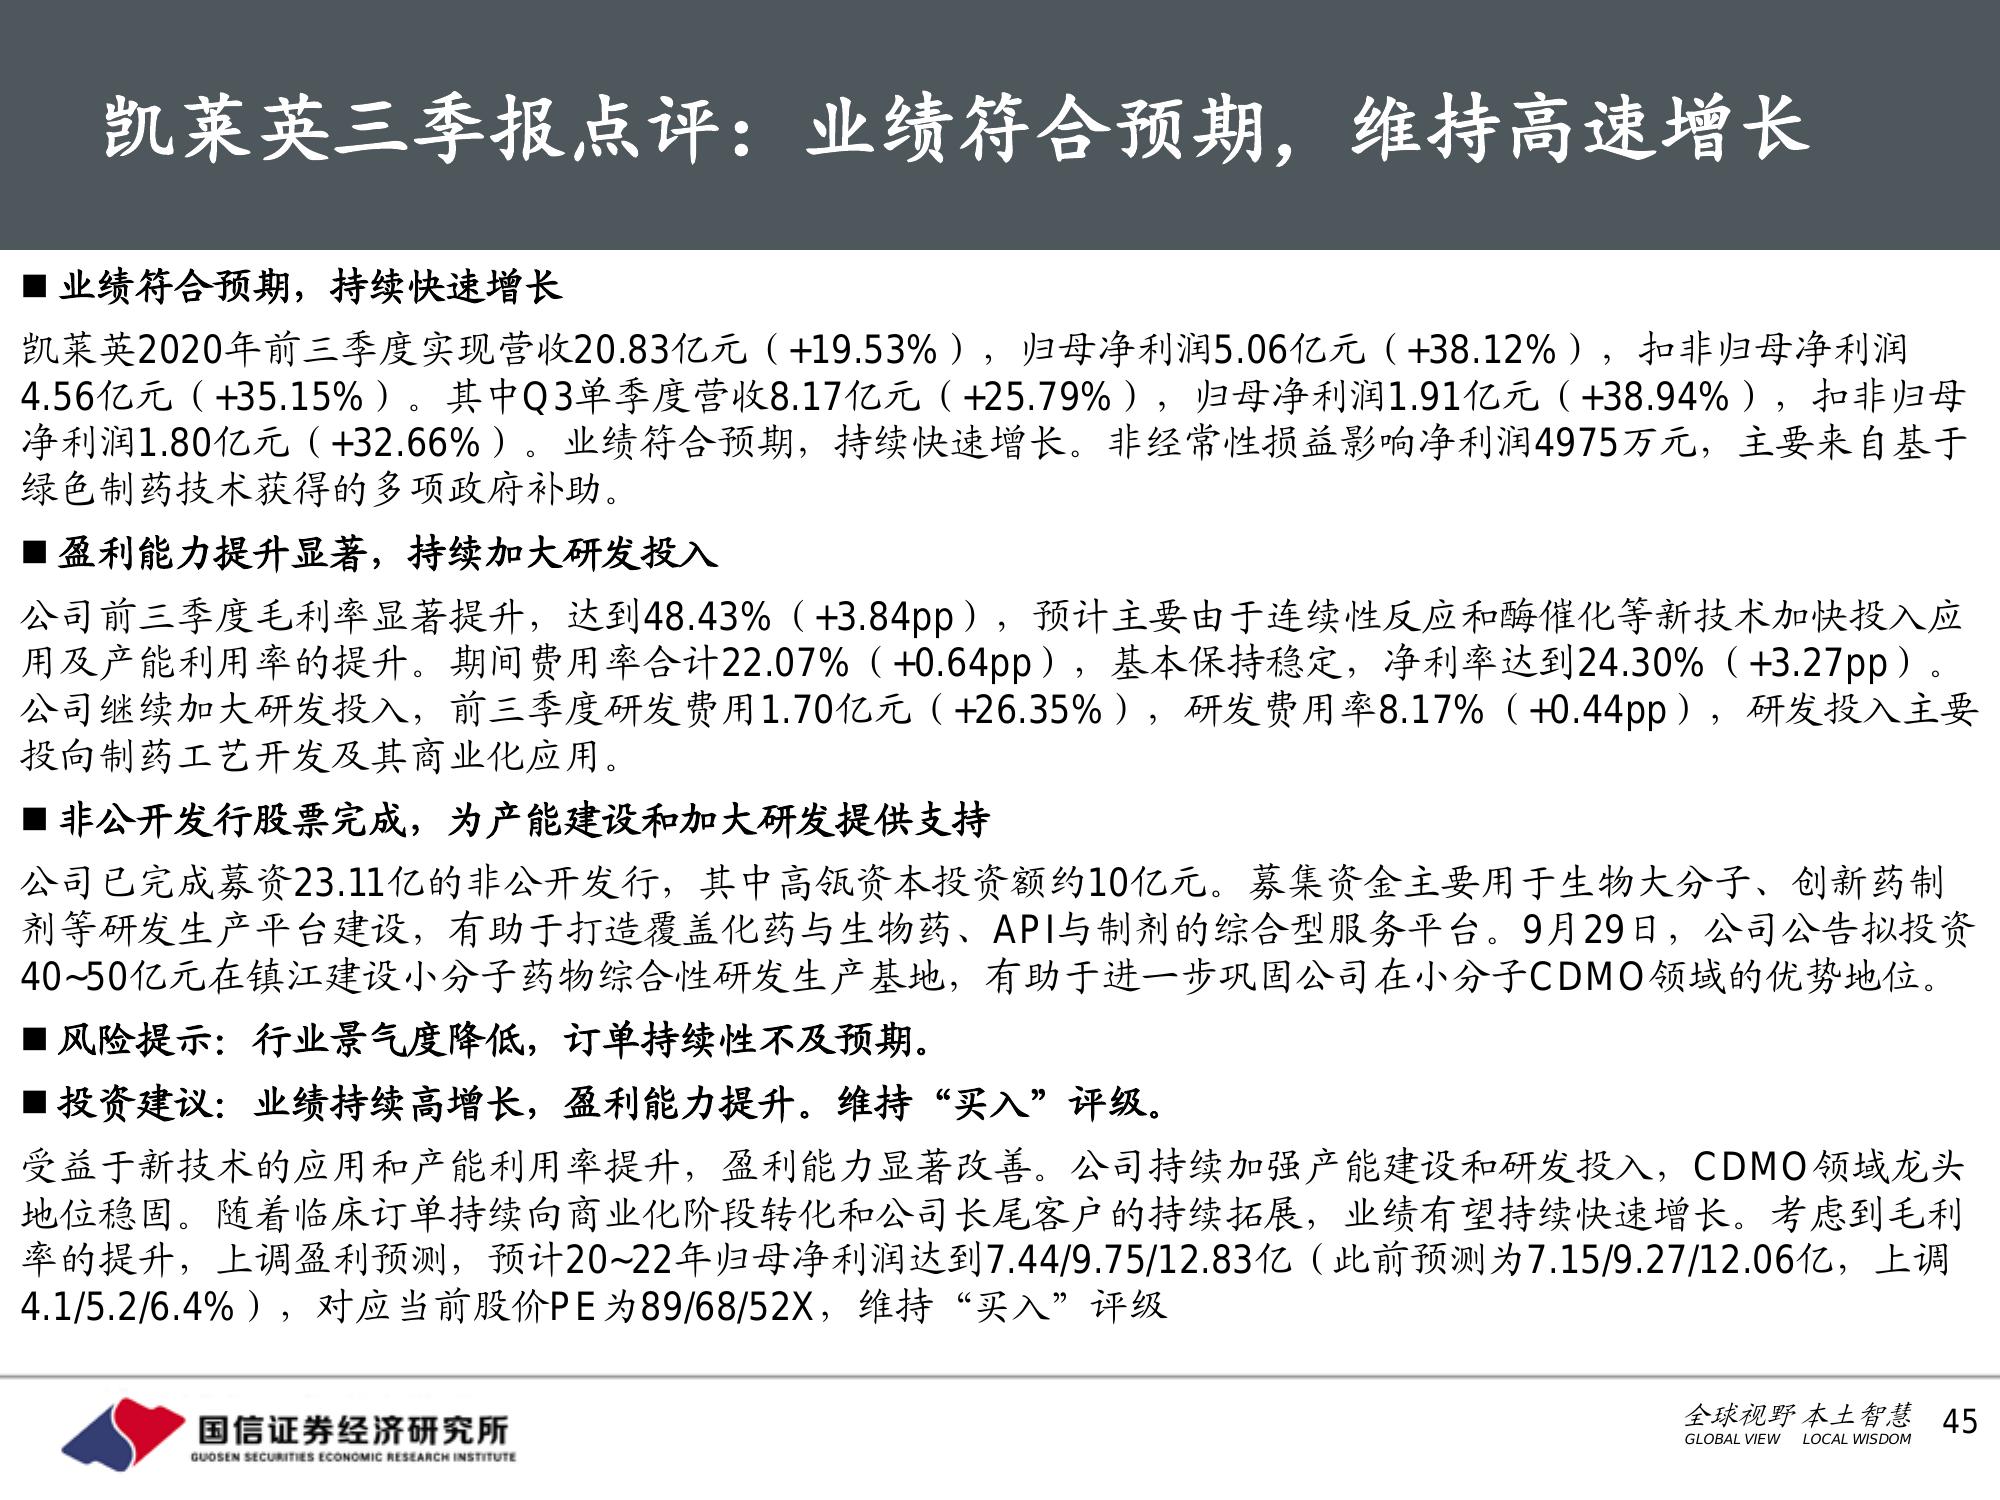 凯莱英三季报点评：业绩符合预期，维持高速增长
■ 业绩符合预期，持续快速增长
凯莱英2020年前三季度实现营收20.83亿元（+19.53%），归母净利润5.06亿元（+38.12%），扣非归母净利润
4.56亿元（+35.15%）。其中Q3单季度营收8.17亿元（+25.79%），归母净利润1.91亿元（+38.94%），扣非归母
净利润1.80亿元（+32.66%）。业绩符合预期，持续快速增长。非经常性损益影响净利润4975万元，主要来自基于
绿色制药技术获得的多项政府补助。
■ 盈利能力提升显著，持续加大研发投入
公司前三季度毛利率显著提升，达到48.43%（+3.84pp），预计主要由于连续性反应和酶催化等新技术加快投入应
用及产能利用率的提升。期间费用率合计22.07%（+0.64pp），基本保持稳定，净利率达到24.30%（+3.27pp）。
公司继续加大研发投入，前三季度研发费用1.70亿元（+26.35%），研发费用率8.17%（+0.44pp），研发投入主要
投向制药工艺开发及其商业化应用。
■ 非公开发行股票完成，为产能建设和加大研发提供支持
公司已完成募资23.11亿的非公开发行，其中高瓴资本投资额约10亿元。募集资金主要用于生物大分子、创新药制
剂等研发生产平台建设，有助于打造覆盖化药与生物药、API与制剂的综合型服务平台。9月29日，公司公告拟投资
40~50亿元在镇江建设小分子药物综合性研发生产基地，有助于进一步巩固公司在小分子CDMO领域的优势地位。
■ 风险提示：行业景气度降低，订单持续性不及预期。
■ 投资建议：业绩持续高增长，盈利能力提升。维持“买入”评级。
受益于新技术的应用和产能利用率提升，盈利能力显著改善。公司持续加强产能建设和研发投入，CDMO领域龙头
地位稳固。随着临床订单持续向商业化阶段转化和公司长尾客户的持续拓展，业绩有望持续快速增长。考虑到毛利
率的提升，上调盈利预测，预计20~22年归母净利润达到7.44/9.75/12.83亿（此前预测为7.15/9.27/12.06亿，上调
4.1/5.2/6.4%），对应当前股价PE为89/68/52X，维持“买入”评级
国信证券经济研究所
GUOSEN SECURITIES ECONOMIC RESEARCH INSTITUTE
全球视野 本土智慧
GLOBAL VIEW LOCAL WISDOM
45